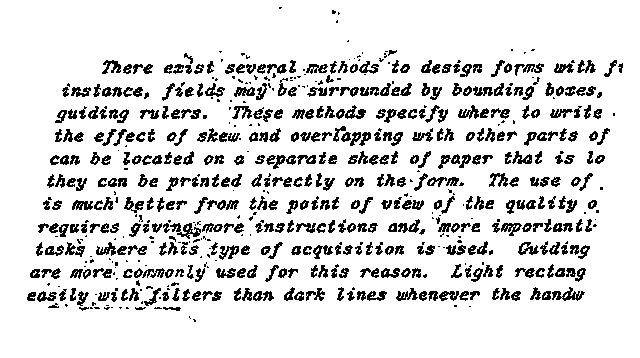 There exist several methods to design forms with fi
instance, fields may be surrounded by bounding boxes,
guiding rulers. These methods specify where to write
the effect of skew and overlapping with other parts of
can be located on a separate sheet of paper that is lo
they can be printed directly on the form. The use of
is much better from the point of view of the quality o
requires giving more instructions and, more importantl
tasks where this type of acquisition is used. Guiding
are more commonly used for this reason. Light rectang
easily with filters than dark lines whenever the handw